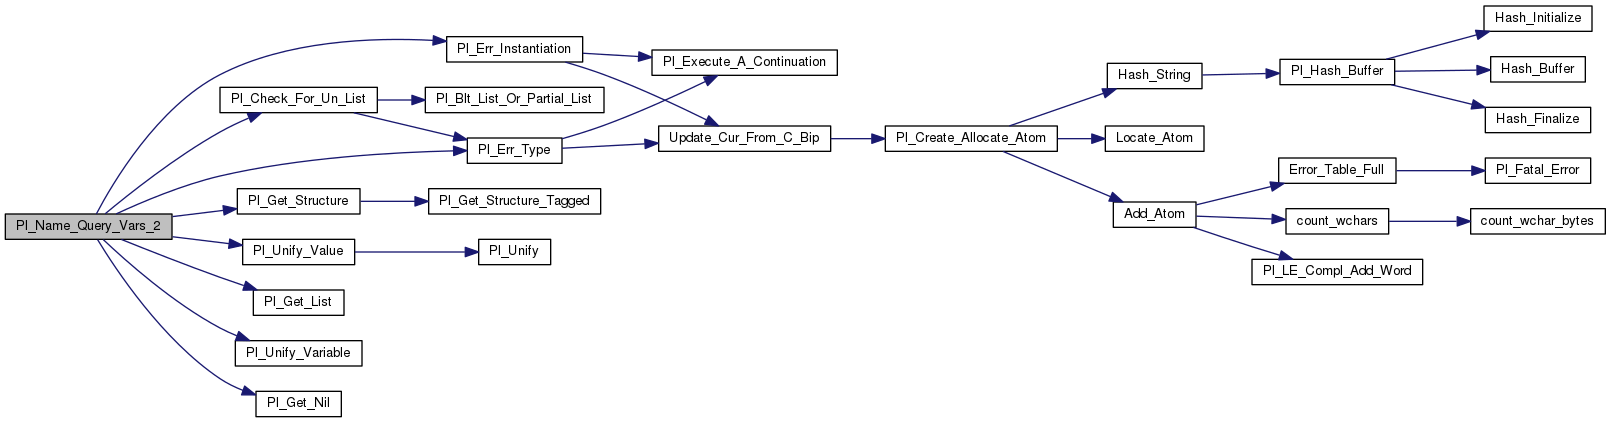 Hash_Initialize
Pl_Err_Instantiation
Pl_Execute_A_Continuation
Hash_String
Pl_Hash_Buffer
Hash_Buffer
Pl_Check_For_Un_List
Pl_Blt_List_Or_Partial_List
Hash_Finalize
Pl_Err_Type
Update_Cur_From_C_Bip
Pl_Create_Allocate_Atom
Locate_Atom
Error_Table_Full
Pl_Fatal_Error
Pl_Get_Structure
Pl_Get_Structure_Tagged
Add_Atom
Pl_Name_Query_Vars_2
count_wchars
count_wchar_bytes
Pl_Unify_Value
Pl_Unify
Pl_LE_Compl_Add_Word
Pl_Get_List
Pl_Unify_Variable
Pl_Get_Nil